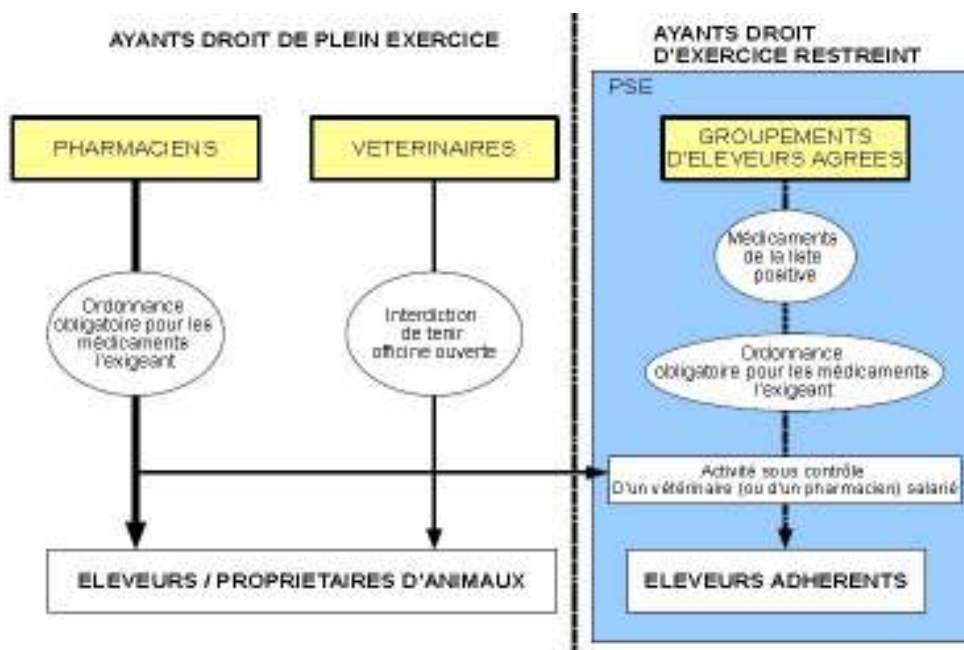 AYANTS DROIT DE PLEIN EXERCICE
AYANTS DROIT
D'EXERCICE RESTREINT
PSE
PHARMACIENS
VETERINAIRES
GROUPEMENTS
D'ELEVEURS AGREES
Médicaments
de la liste
positive
Ordonnance
obligatoire pour les
médicaments
l'exigeant
Interdiction
de tenir
officine ouverte
Ordonnance
obligatoire pour les médicaments
l'exigeant
Activité sous contrôle
D'un vétérinaire (ou d'un pharmacien) salarié
ELEVEURS / PROPRIETAIRES D'ANIMAUX
ELEVEURS ADHERENTS